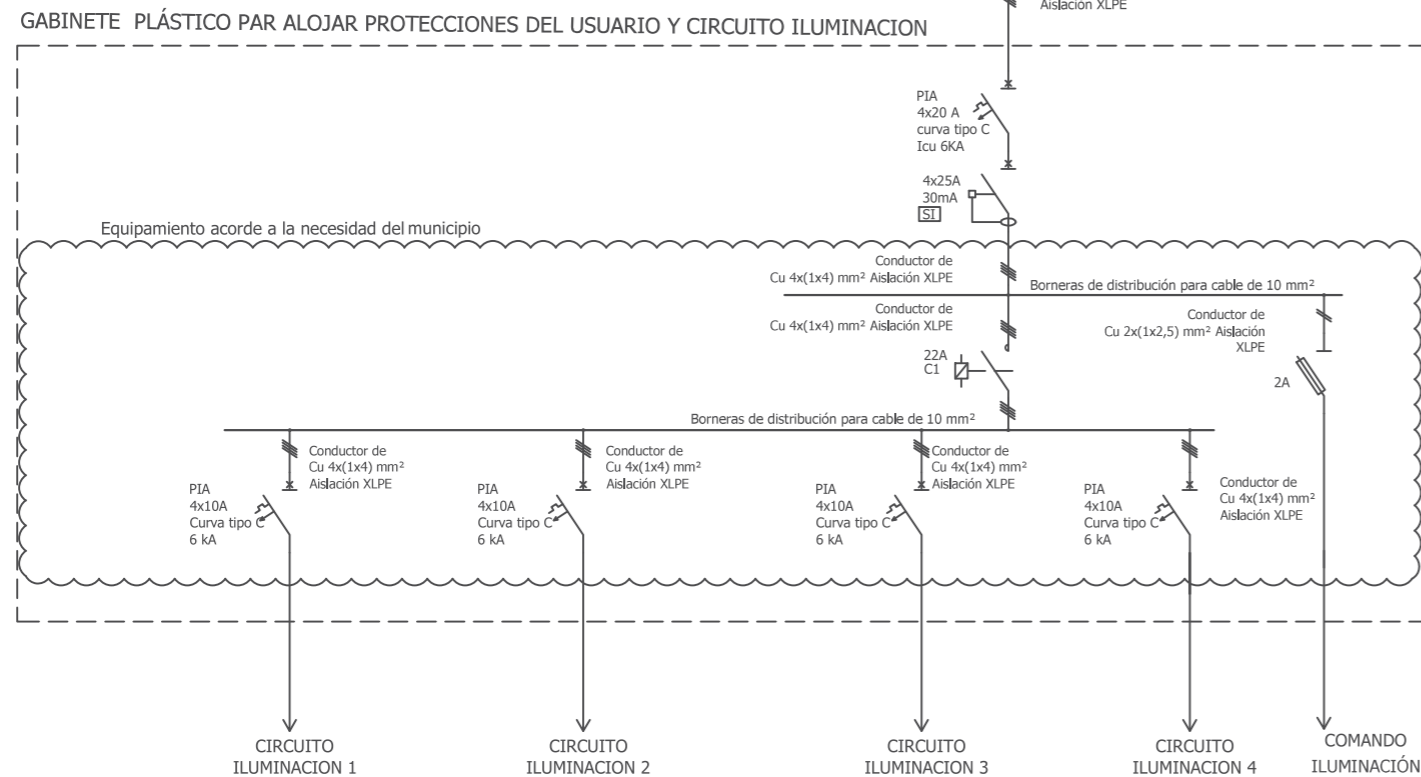 Aislación XLPE
GABINETE PLÁSTICO PAR ALOJAR PROTECCIONES DEL USUARIO Y CIRCUITO ILUMINACION
PIA
4x20 A
curva tipo C
Icu 6KA
4x25A
30mA
SI
Equipamiento acorde a la necesidad del municipio
Conductor de
Cu 4x(1x4) mm² Aislación XLPE
Borneras de distribución para cable de 10 mm²
Conductor de
Cu 4x(1x4) mm² Aislación XLPE
Conductor de
Cu 2x(1x2,5) mm² Aislación
XLPE
22A
C1
2A
Borneras de distribución para cable de 10 mm²
Conductor de
Cu 4x(1x4) mm²
Aislación XLPE
Conductor de
Cu 4x(1x4) mm²
Aislación XLPE
Conductor de
Cu 4x(1x4) mm²
Aislación XLPE
Conductor de
Cu 4x(1x4) mm²
Aislación XLPE
PIA
4x10A
Curva tipo C
6 kA
PIA
4x10A
Curva tipo C
6 kA
PIA
4x10A
Curva tipo C
6 kA
PIA
4x10A
Curva tipo C
6 kA
CIRCUITO
ILUMINACION 1
CIRCUITO
ILUMINACION 2
CIRCUITO
ILUMINACION 3
CIRCUITO
ILUMINACION 4
COMANDO
ILUMINACIÓN